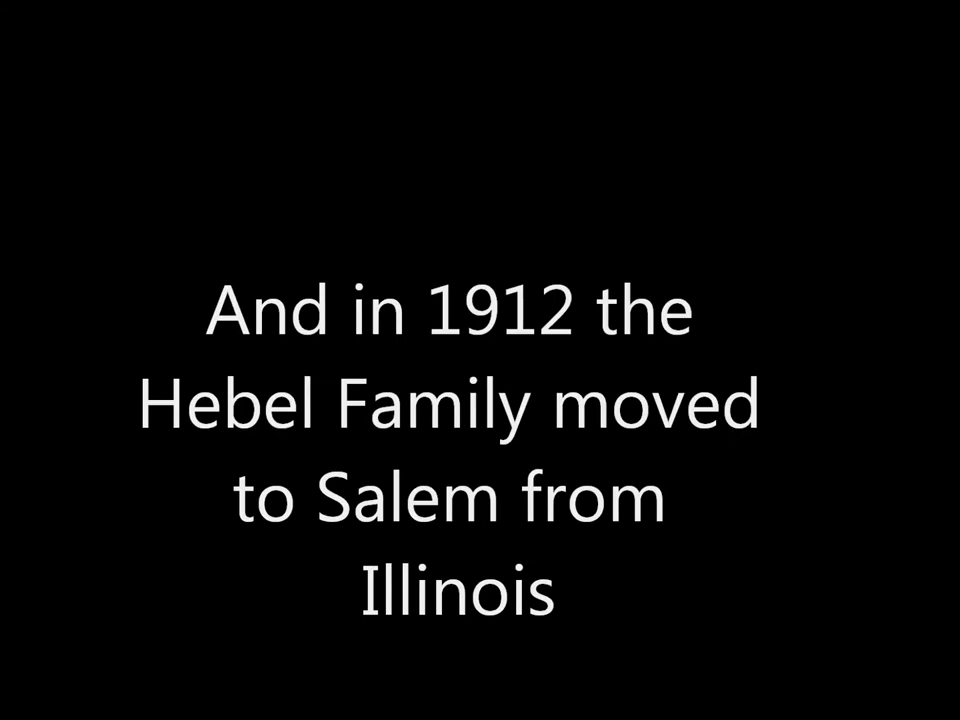 And in 1912 the
Hebel Family moved
to Salem from
Illinois